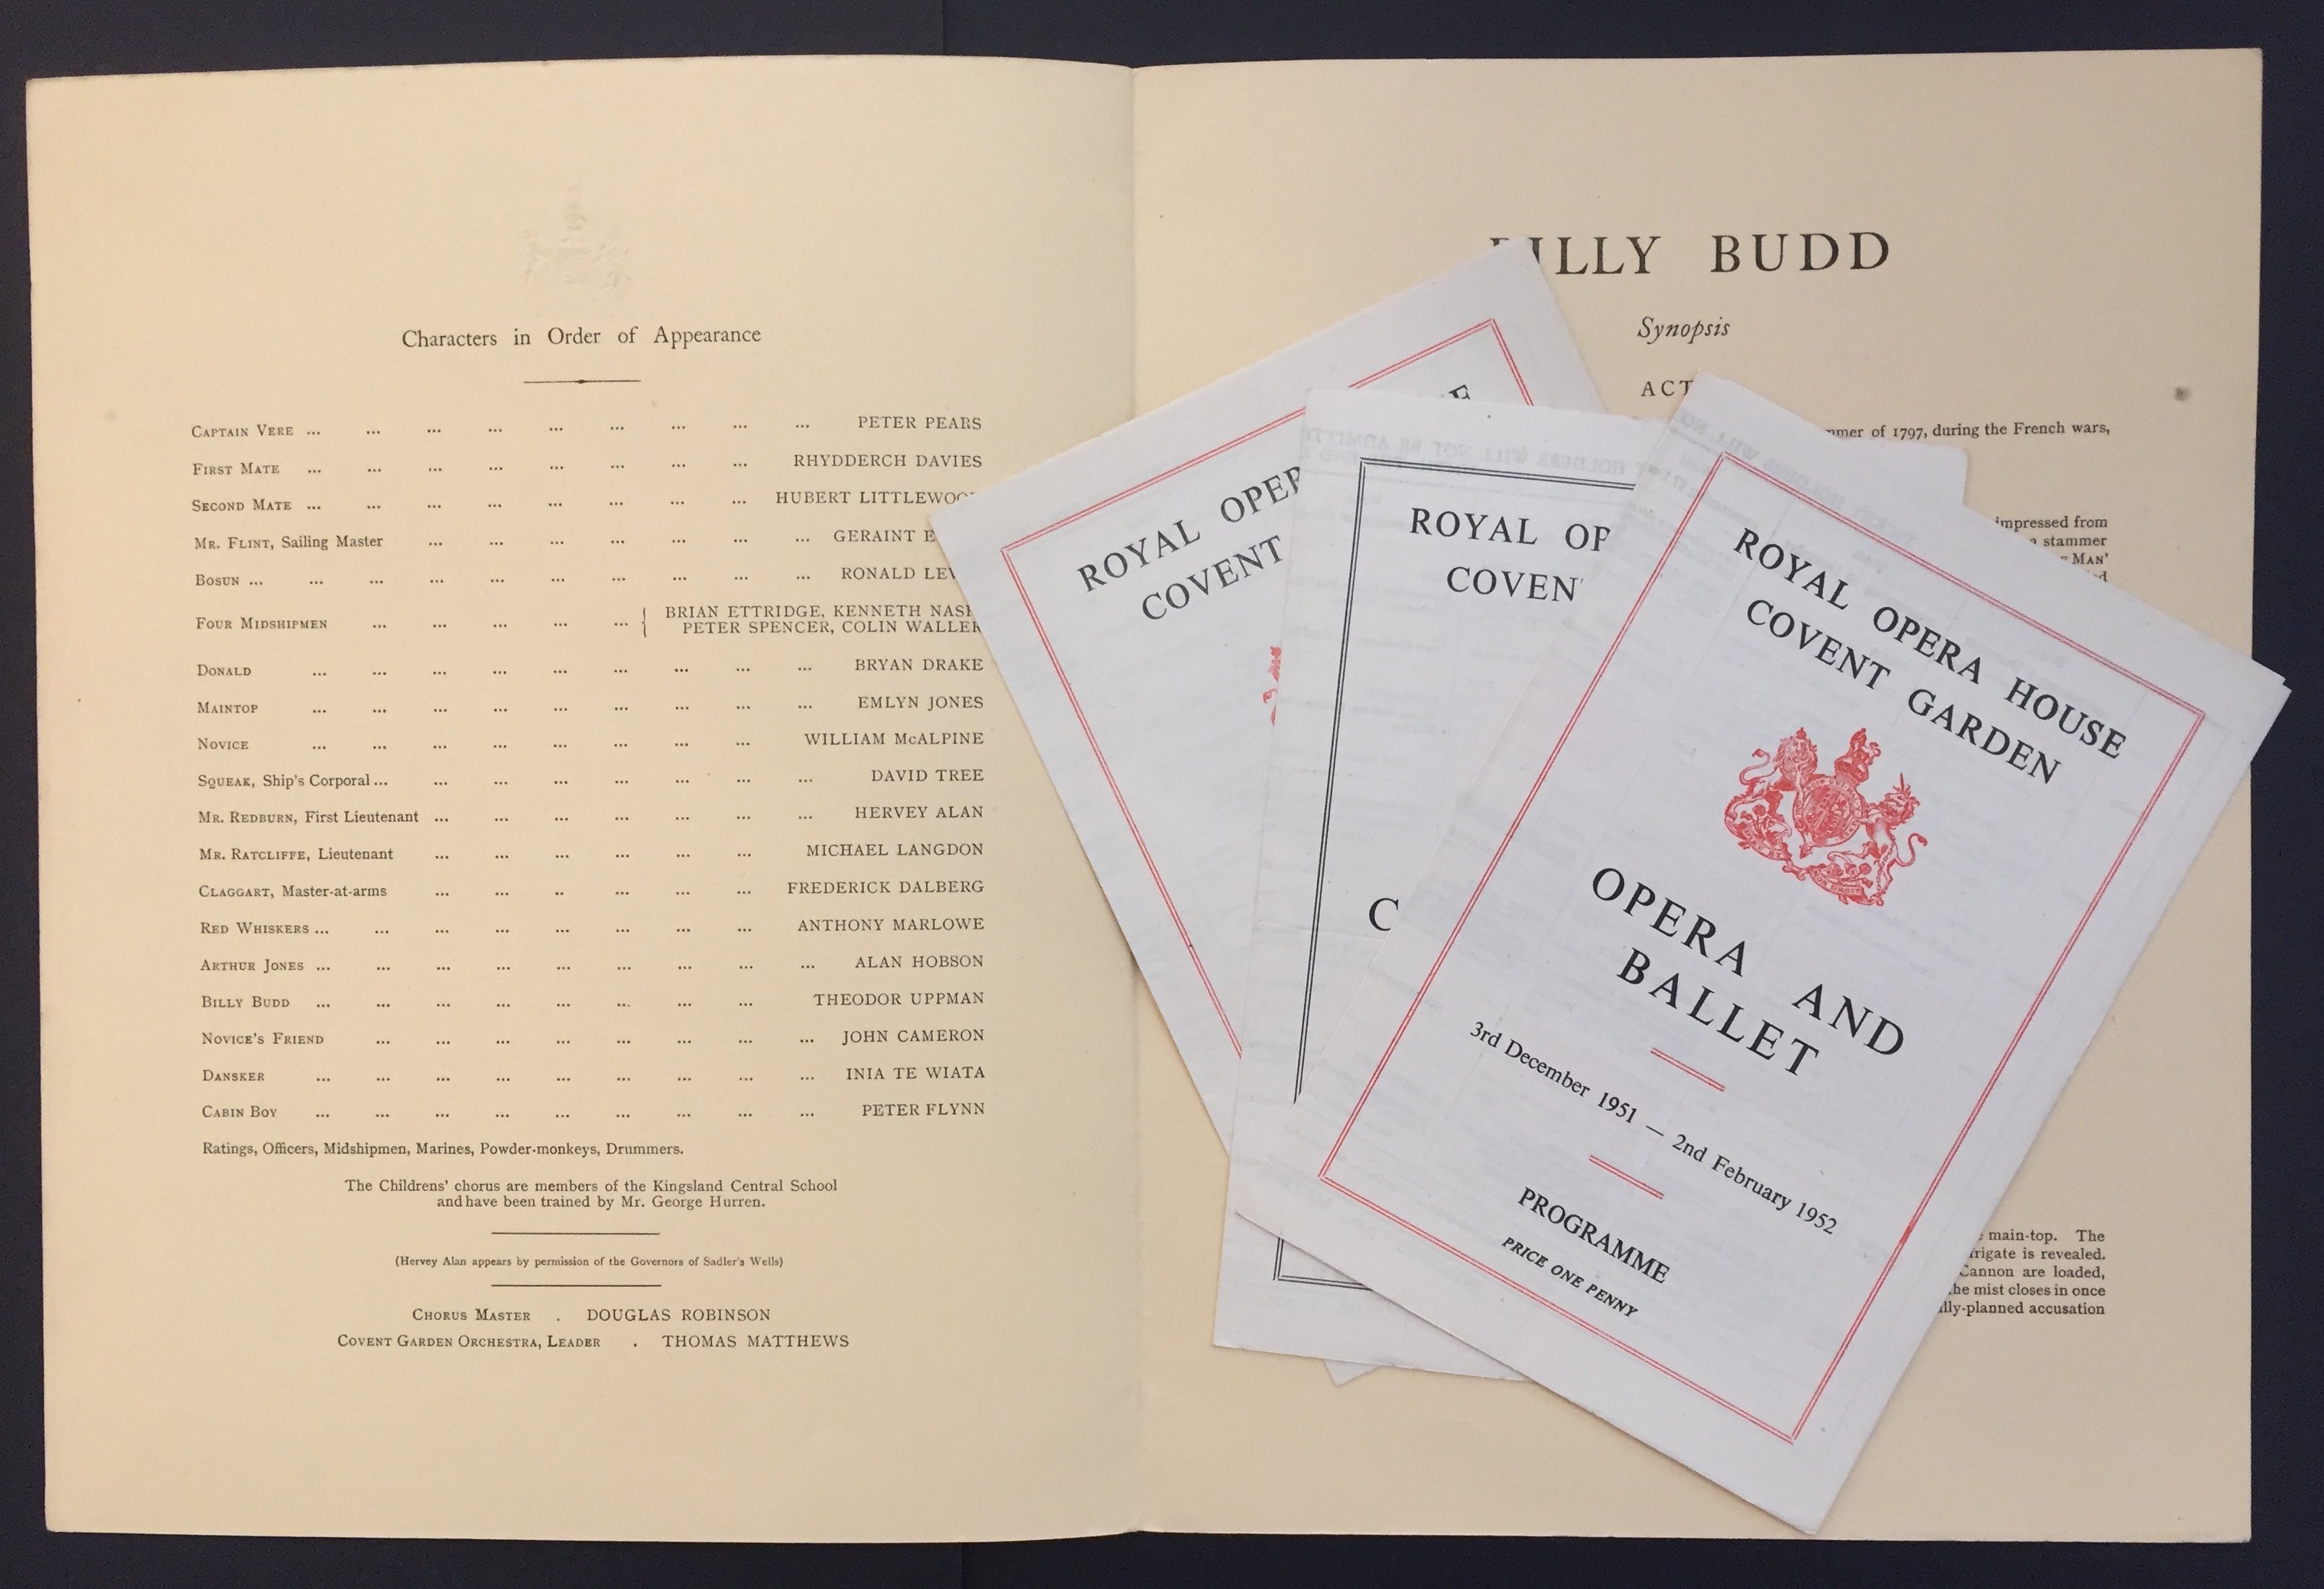 Characters in Order of Appearance
CAPTAIN VERE ... ... ... ... ... ... ... ... ... PETER PEARS
FIRST MATE ... ... ... ... ... ... ... ... RHYDDERCH DAVIES
SECOND MATE ... ... ... ... ... ... ... ... HUBERT LITTLEWOO
MR. FLINT, Sailing Master ... ... ... ... ... ... ... GERAINT
BOSUN ... ... ... ... ... ... ... ... ... ... RONALD
FOUR MIDSHIPMEN ... ... ... ... ... { BRIAN ETTRIDGE, KENNETH NASH
PETER SPENCER, COLIN WALLER
DONALD ... ... ... ... ... ... ... ... ... BRYAN DRAKE
MAINTOP ... ... ... ... ... ... ... ... ... EMLYN JONES
NOVICE ... ... ... ... ... ... ... ... WILLIAM McALPINE
SQUEAK, Ship's Corporal ... ... ... ... ... ... ... ... DAVID TREE
MR. REDBURN, First Lieutenant ... ... ... ... ... ... ... HERVEY ALAN
MR. RATCLIFFE, Lieutenant ... ... ... ... ... ... MICHAEL LANGDON
CLAGGART, Master-at-arms ... ... .. ... ... ... FREDERICK DALBERG
RED WHISKERS ... ... ... ... ... ... ... ... ANTHONY MARLOWE
ARTHUR JONES ... ... ... ... ... ... ... ... ... ALAN HOBSON
BILLY BUDD ... ... ... ... ... ... ... ... THEODOR UPPMAN
NOVICE'S FRIEND ... ... ... ... ... ... ... ... JOHN CAMERON
DANSKER ... ... ... ... ... ... ... ... ... INIA TE WIATA
CABIN BOY ... ... ... ... ... ... ... ... ... PETER FLYNN
Ratings, Officers, Midshipmen, Marines, Powder-monkeys, Drummers.
The Childrens' chorus are members of the Kingsland Central School
and have been trained by Mr. George Hurren.
(Hervey Alan appears by permission of the Governors of Sadler's Wells)
CHORUS MASTER . DOUGLAS ROBINSON
COVENT GARDEN ORCHESTRA, LEADER . THOMAS MATTHEWS
BILLY BUDD
Synopsis
ACT
of 1797, during the French wars,
impressed from
stammer
MAN'
main-top. The
frigate is revealed.
Cannon are loaded,
the mist closes in once
-planned accusation
ROYAL OPER
COVENT
ROYAL OP
COVEN
C
ROYAL OPERA HOUSE
COVENT GARDEN
OPERA AND
BALLET
3rd December 1951 — 2nd February 1952
PROGRAMME
PRICE ONE PENNY